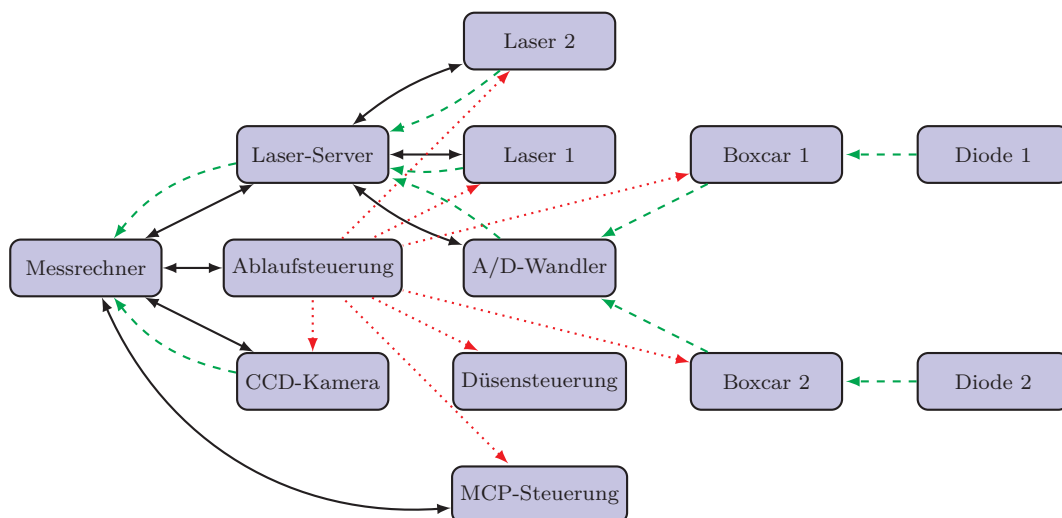 Laser 2
Laser-Server
Laser 1
Boxcar 1
Diode 1
Messrechner
Ablaufsteuerung
A/D-Wandler
CCD-Kamera
Düsensteuerung
Boxcar 2
Diode 2
MCP-Steuerung